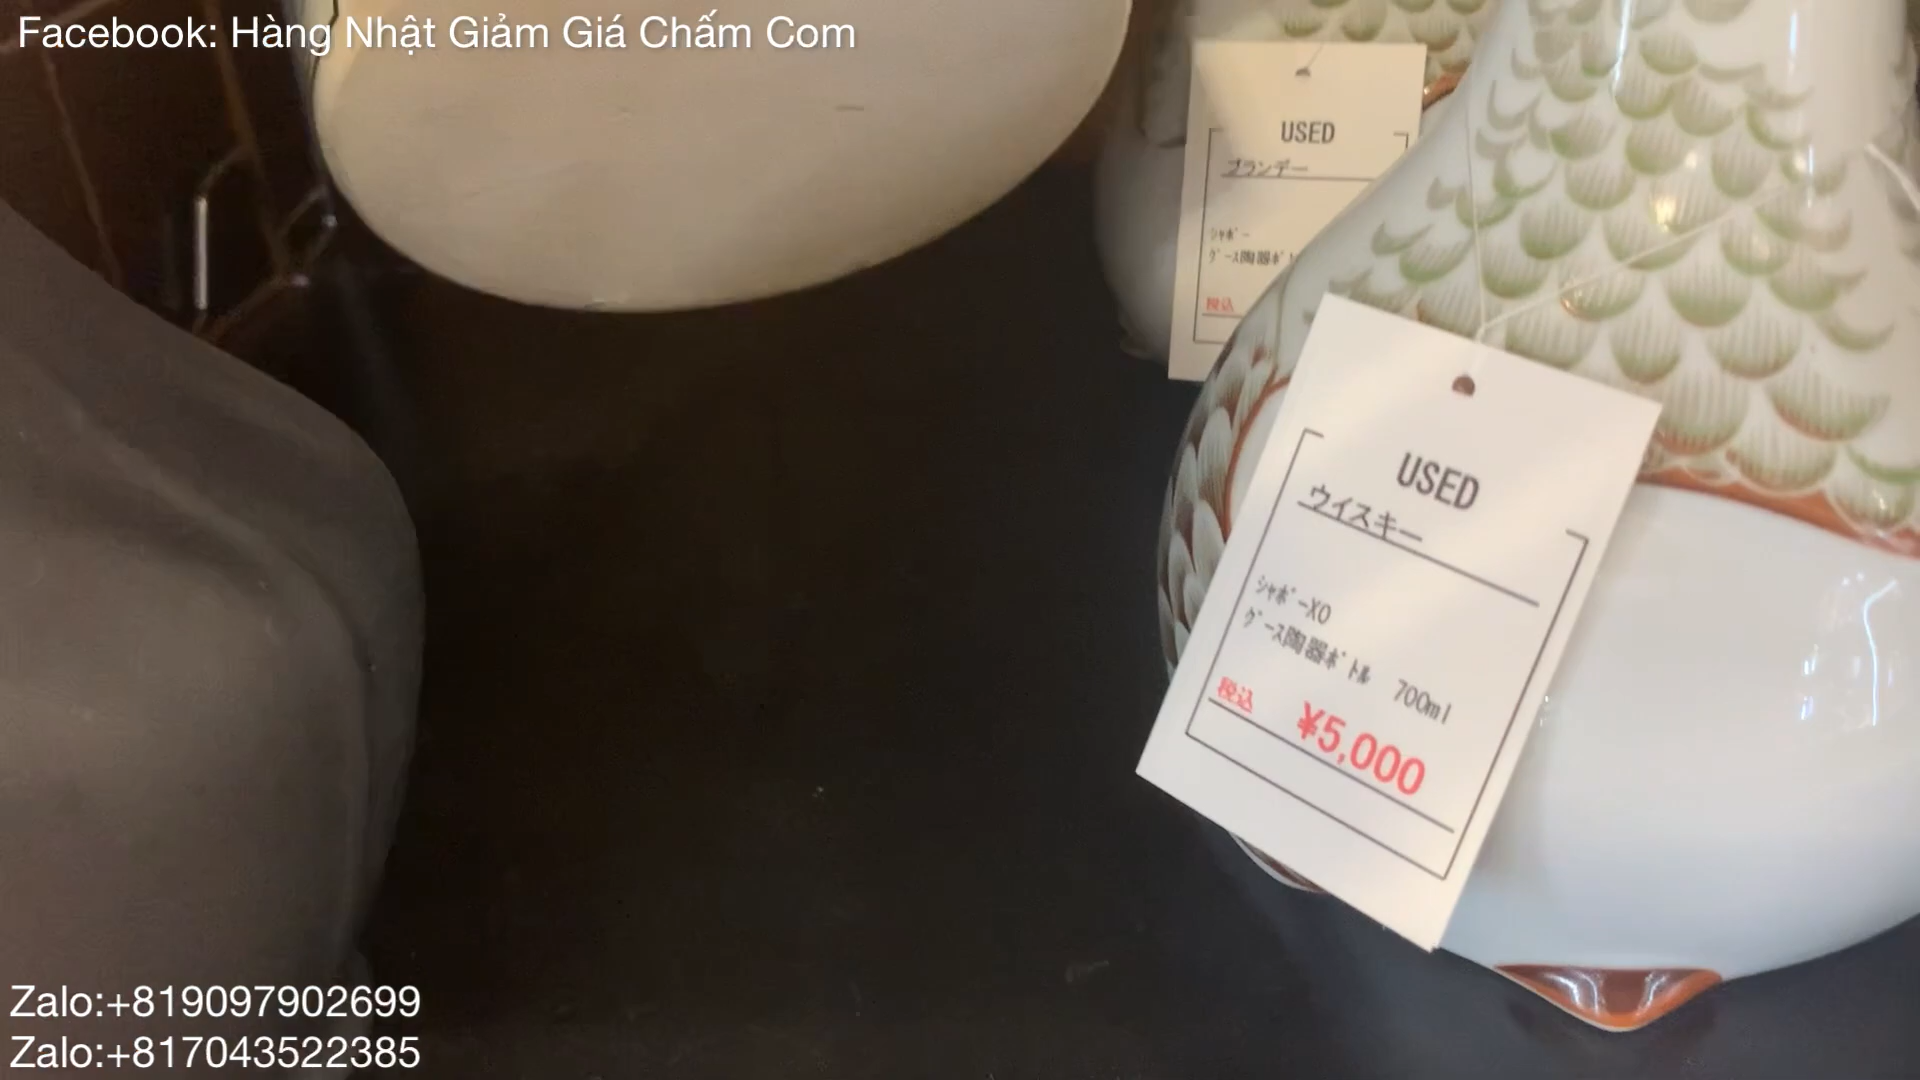 Facebook: Hàng Nhật Giảm Giá Chấm Com
USED
ブランデー
ｼｬﾎﾞｰ
ｸﾞｰｽ陶器ﾎﾞﾄ
税込
USED
ウイスキー
ｼｬﾎﾞｰXO
ｸﾞｰｽ陶器ﾎﾞﾄﾙ 700ml
税込 ¥5,000
Zalo:+819097902699
Zalo:+817043522385